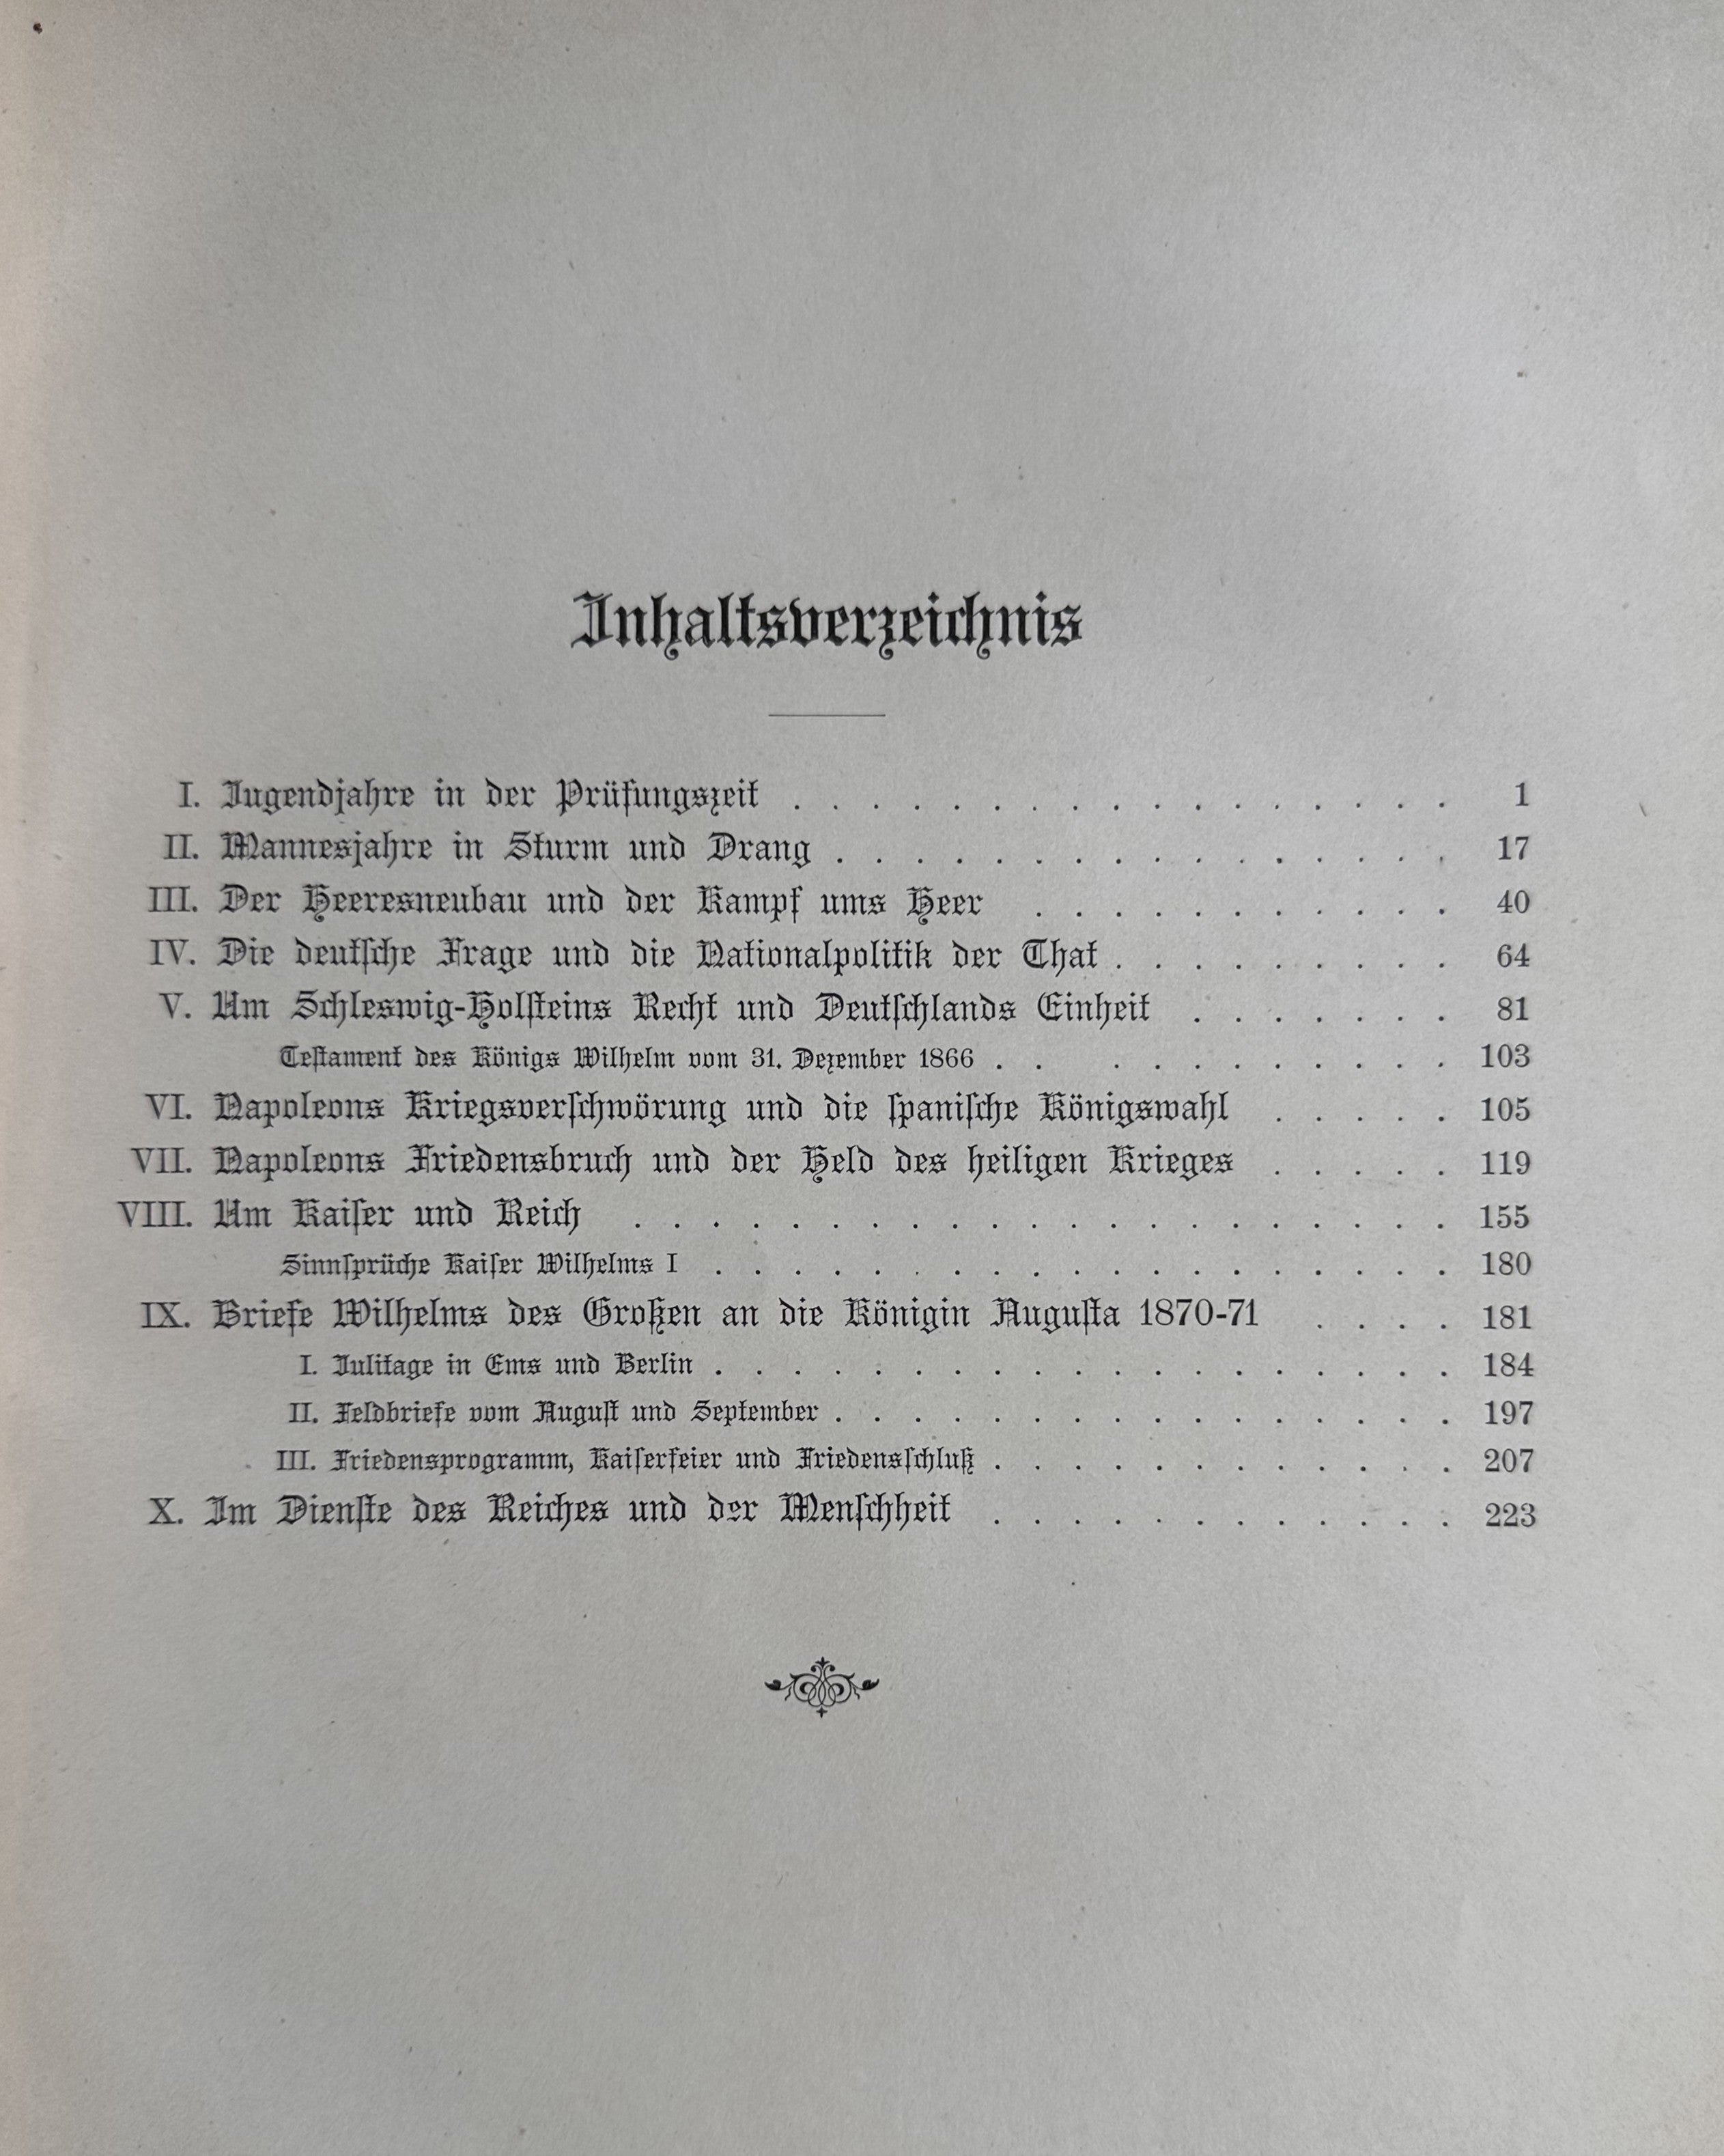 Inhaltsverzeichnis
I. Jugendjahre in der Prüfungszeit . . . . . . . . . . . . . . . . . 1
II. Mannesjahre in Sturm und Drang . . . . . . . . . . . . . . . . 17
III. Der Heeresneubau und der Kampf ums Heer . . . . . . . . . . . 40
IV. Die deutſche Frage und die Nationalpolitik der That . . . . . . . . . 64
V. Um Schleswig-Holſteins Recht und Deutſchlands Einheit . . . . . . . 81
Teſtament des Königs Wilhelm vom 31. Dezember 1866 . . . . . . . . . . . 103
VI. Napoleons Kriegsverſchwörung und die ſpaniſche Königswahl . . . . . 105
VII. Napoleons Friedensbruch und der Held des heiligen Krieges . . . . . 119
VIII. Um Kaiſer und Reich . . . . . . . . . . . . . . . . . . . . . 155
Sinnſprüche Kaiſer Wilhelms I . . . . . . . . . . . . . . . . . . . 180
IX. Briefe Wilhelms des Großen an die Königin Auguſta 1870-71 . . . . 181
I. Julitage in Ems und Berlin . . . . . . . . . . . . . . . . . . . 184
II. Feldbriefe vom Auguſt und September . . . . . . . . . . . . . . . . 197
III. Friedensprogramm, Kaiſerfeier und Friedensſchluß . . . . . . . . . . . . 207
X. Im Dienſte des Reiches und der Menſchheit . . . . . . . . . . . . 223